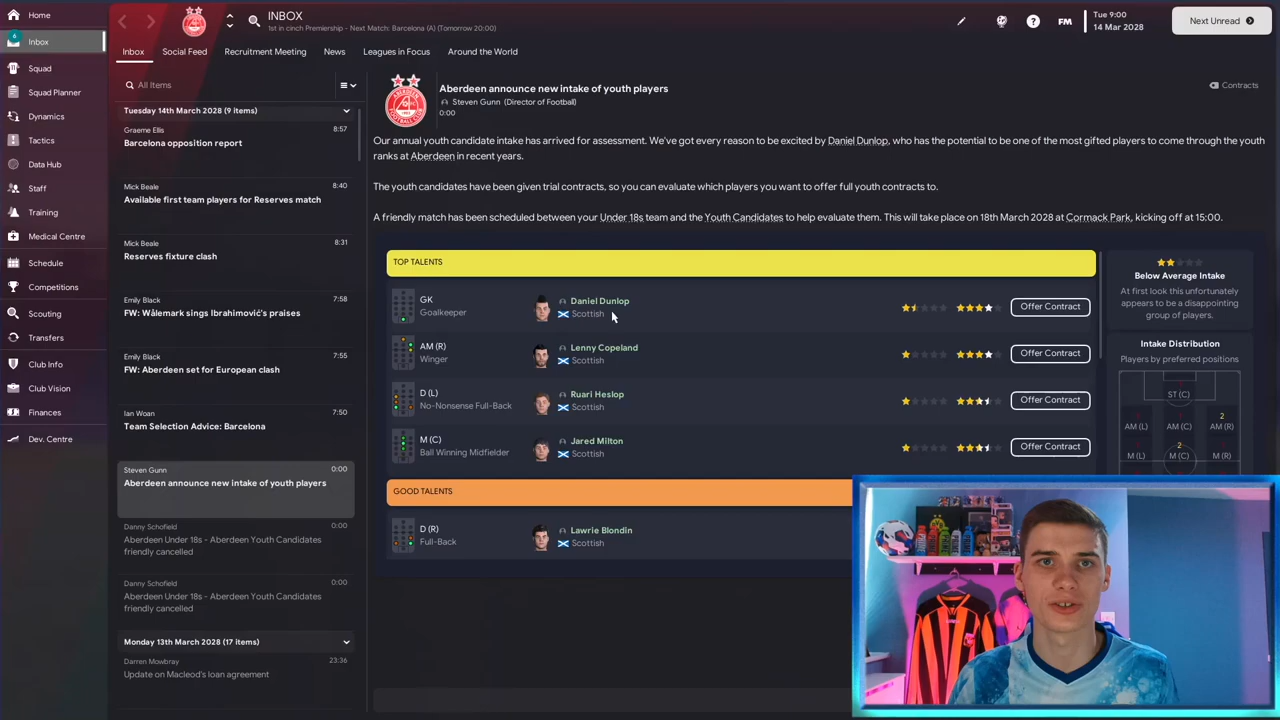 Home
Inbox
6
Squad
Squad Planner
Dynamics
Tactics
Data Hub
Staff
Training
Medical Centre
Schedule
Competitions
Scouting
Transfers
Club Info
Club Vision
Finances
Dev. Centre
INBOX
1st in cinch Premiership - Next Match: Barcelona (A) (Tomorrow 20:00)
FM
Tue 9:00
14 Mar 2028
Next Unread
Inbox
Social Feed
Recruitment Meeting
News
Leagues in Focus
Around the World
All Items
Tuesday 14th March 2028 (9 items)
Graeme Ellis 8:57
Barcelona opposition report
Mick Beale 8:40
Available first team players for Reserves match
Mick Beale 8:31
Reserves fixture clash
Emily Black 7:58
FW: Wålemark sings Ibrahimović's praises
Emily Black 7:55
FW: Aberdeen set for European clash
Ian Woan 7:50
Team Selection Advice: Barcelona
Steven Gunn 0:00
Aberdeen announce new intake of youth players
Danny Schofield 0:00
Aberdeen Under 18s - Aberdeen Youth Candidates
friendly cancelled
Danny Schofield 0:00
Aberdeen Under 18s - Aberdeen Youth Candidates
friendly cancelled
Monday 13th March 2028 (17 items)
Darren Mowbray 23:36
Update on Macleod's loan agreement
Aberdeen announce new intake of youth players
Steven Gunn (Director of Football)
0:00
Contracts
Our annual youth candidate intake has arrived for assessment. We've got every reason to be excited by Daniel Dunlop, who has the potential to be one of the most gifted players to come through the youth
ranks at Aberdeen in recent years.
The youth candidates have been given trial contracts, so you can evaluate which players you want to offer full youth contracts to.
A friendly match has been scheduled between your Under 18s team and the Youth Candidates to help evaluate them. This will take place on 18th March 2028 at Cormack Park, kicking off at 15:00.
TOP TALENTS
GK
Goalkeeper
Daniel Dunlop
Scottish
Offer Contract
AM (R)
Winger
Lenny Copeland
Scottish
Offer Contract
D (L)
No-Nonsense Full-Back
Ruari Heslop
Scottish
Offer Contract
M (C)
Ball Winning Midfielder
Jared Milton
Scottish
Offer Contract
GOOD TALENTS
D (R)
Full-Back
Lawrie Blondin
Scottish
Below Average Intake
At first look this unfortunately
appears to be a disappointing
group of players.
Intake Distribution
Players by preferred positions
ST (C)
2
AM (L) AM (C) AM (R)
2
M (L) M (C) M (R)